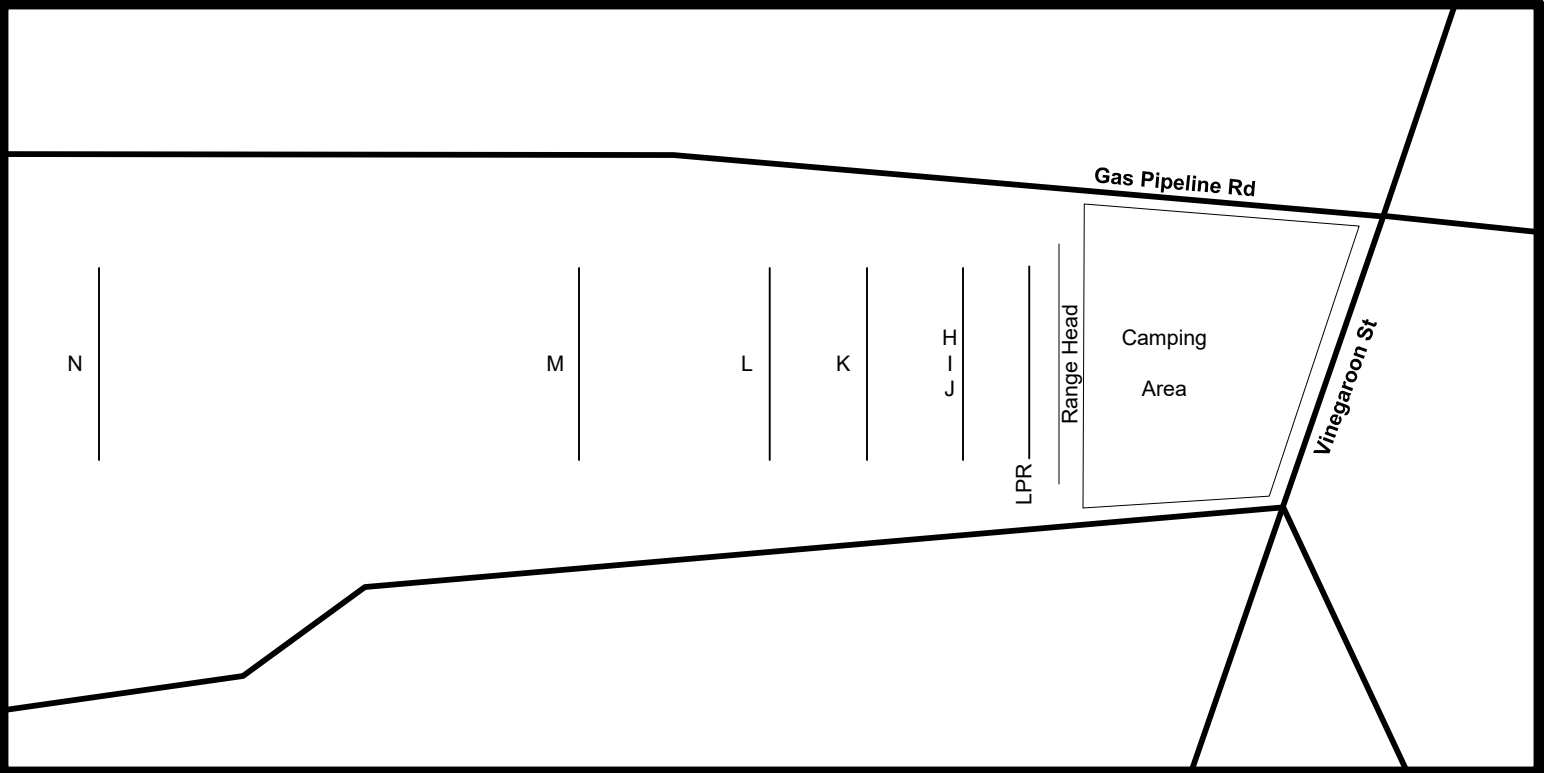 Gas Pipeline Rd
N
M
L
K
H
I
J
LPR
Range Head
Camping
Area
Vinegaroon St